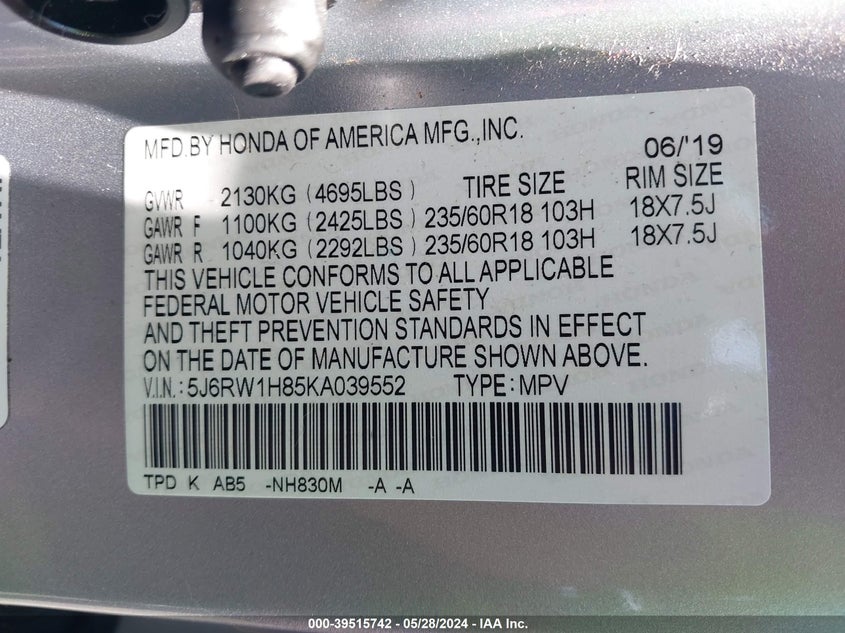 MFD.BY HONDA OF AMERICA MFG.,INC.
06/'19
GVWR 2130KG (4695LBS) TIRE SIZE RIM SIZE
GAWR F 1100KG (2425LBS) 235/60R18 103H 18X7.5J
GAWR R 1040KG (2292LBS) 235/60R18 103H 18X7.5J
THIS VEHICLE CONFORMS TO ALL APPLICABLE
FEDERAL MOTOR VEHICLE SAFETY
AND THEFT PREVENTION STANDARDS IN EFFECT
ON THE DATE OF MANUFACTURE SHOWN ABOVE.
V.I.N.: 5J6RW1H85KA039552 TYPE: MPV
TPD K AB5 -NH830M -A -A
000-39515742 / 05/28/2024 - IAA Inc.